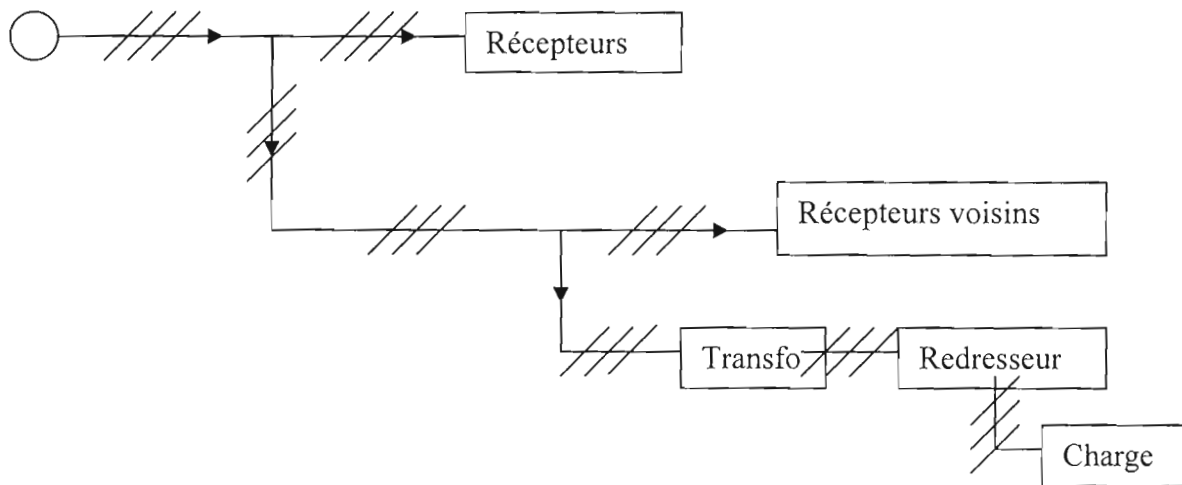 Récepteurs
Récepteurs voisins
Transfo
Redresseur
Charge